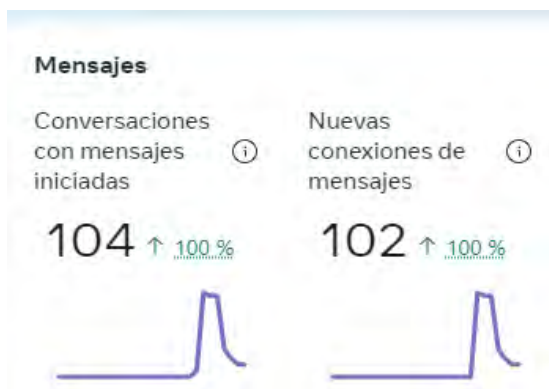 Mensajes
Conversaciones
con mensajes
iniciadas
104 ↑ 100 %
Nuevas
conexiones de
mensajes
102 ↑ 100 %